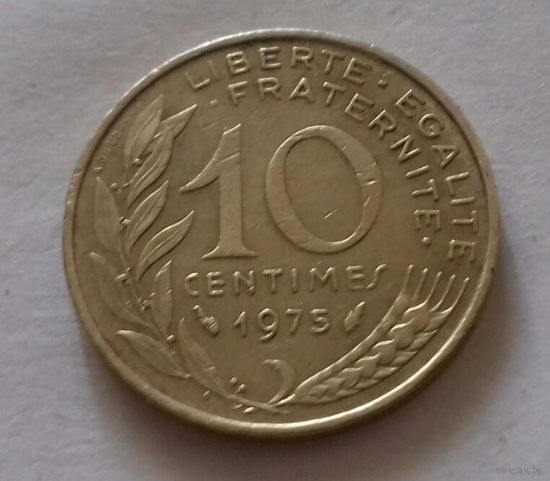 LIBERTE · EGALITE
· FRATERNITE ·
10
CENTIMES
1975